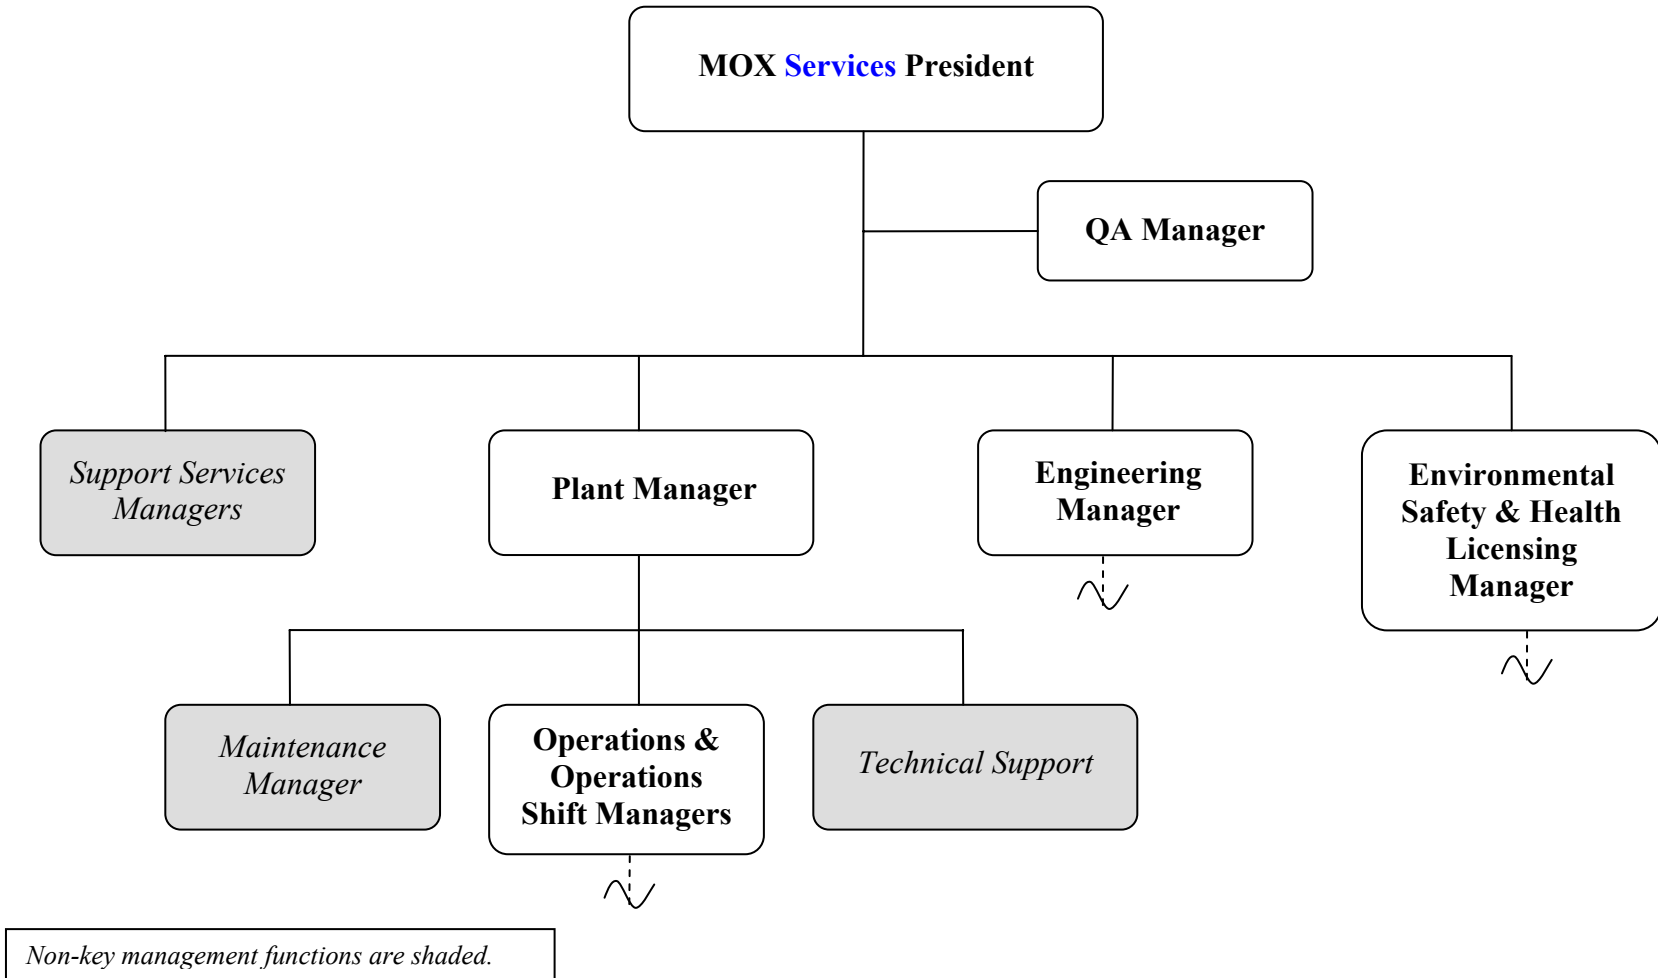 MOX Services President
QA Manager
Support Services
Managers
Plant Manager
Engineering
Manager
Environmental
Safety & Health
Licensing
Manager
Maintenance
Manager
Operations &
Operations
Shift Managers
Technical Support
Non-key management functions are shaded.